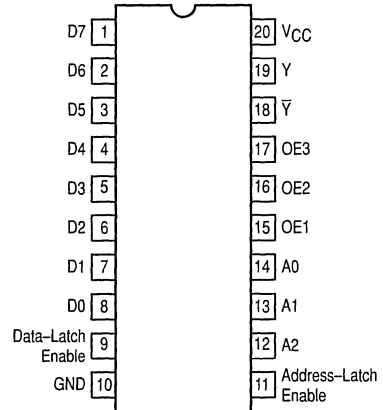 D7 1 20 VCC
D6 2 19 Y
D5 3 18 Y̅
D4 4 17 OE3
D3 5 16 OE2
D2 6 15 OE1
D1 7 14 A0
D0 8 13 A1
Data–Latch
Enable 9 12 A2
GND 10 11 Address–Latch
Enable